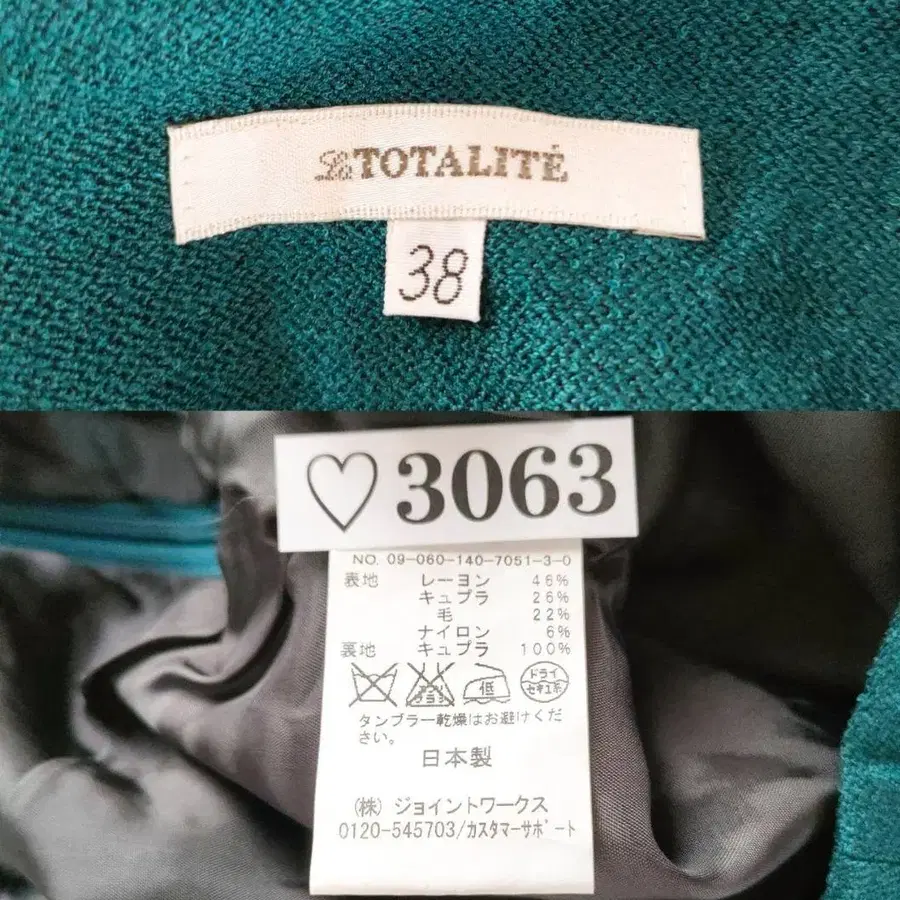 La TOTALITÉ
38
♡3063
NO. 09-060-140-7051-3-0
表地 レーヨン 46%
キュプラ 26%
毛 22%
ナイロン 6%
裏地 キュプラ 100%
低 ドライ セキユ系
タンブラー乾燥はお避けくだ
さい。
日本製
(株) ジョイントワークス
0120-545703/カスタマーサポート